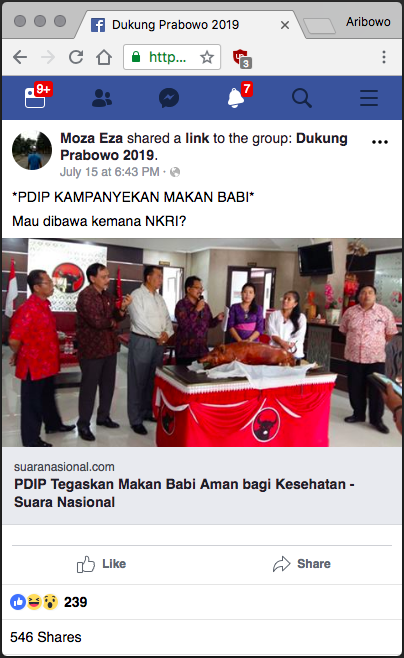 Dukung Prabowo 2019
Aribowo
http...
3
9+
7
Moza Eza shared a link to the group: Dukung
Prabowo 2019.
July 15 at 6:43 PM ·
*PDIP KAMPANYEKAN MAKAN BABI*
Mau dibawa kemana NKRI?
suaranasional.com
PDIP Tegaskan Makan Babi Aman bagi Kesehatan -
Suara Nasional
Like
Share
239
546 Shares